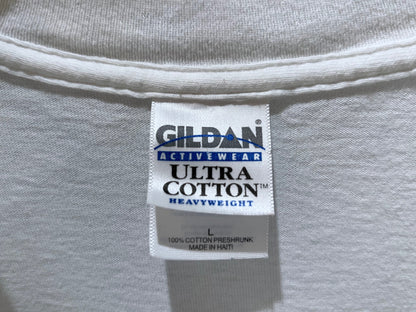 GILDAN®
ACTIVEWEAR
ULTRA
COTTON™
HEAVYWEIGHT
L
100% COTTON PRESHRUNK
MADE IN HAITI